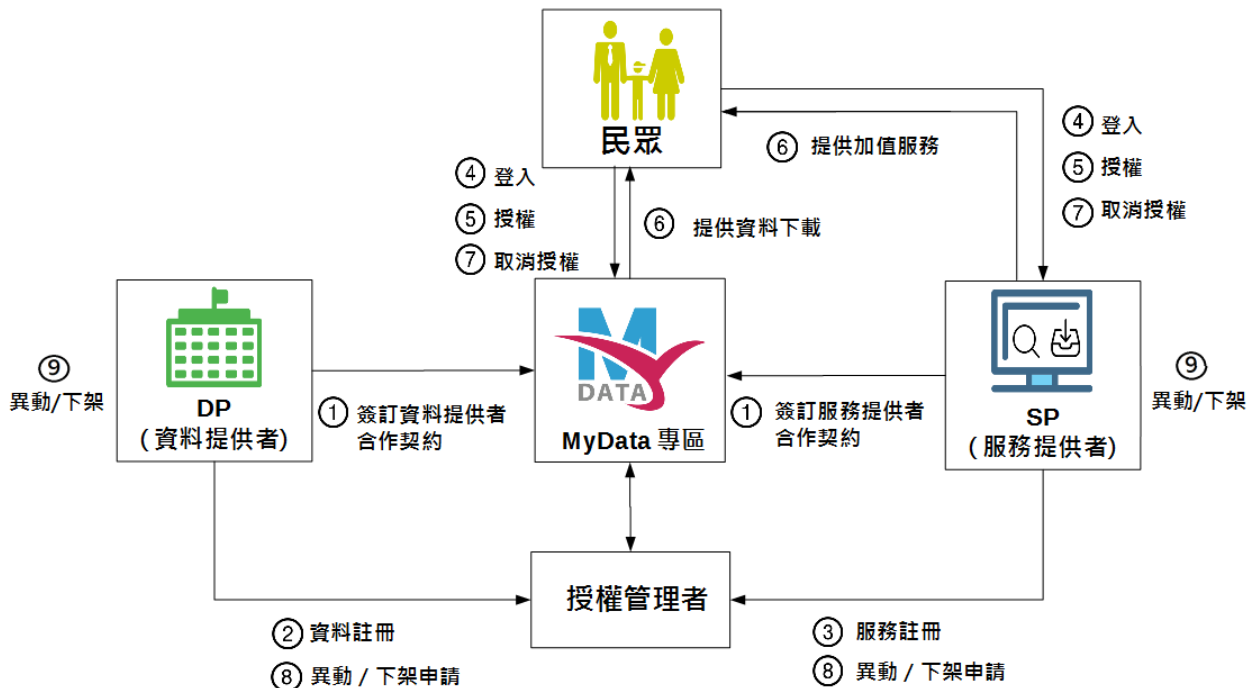 民眾
④ 登入
⑤ 授權
⑦ 取消授權
⑥ 提供資料下載
⑥ 提供加值服務
④ 登入
⑤ 授權
⑦ 取消授權
⑨
異動/下架
DP
(資料提供者)
① 簽訂資料提供者
合作契約
M
DATA
MyData 專區
① 簽訂服務提供者
合作契約
SP
(服務提供者)
⑨
異動/下架
授權管理者
② 資料註冊
⑧ 異動 / 下架申請
③ 服務註冊
⑧ 異動 / 下架申請